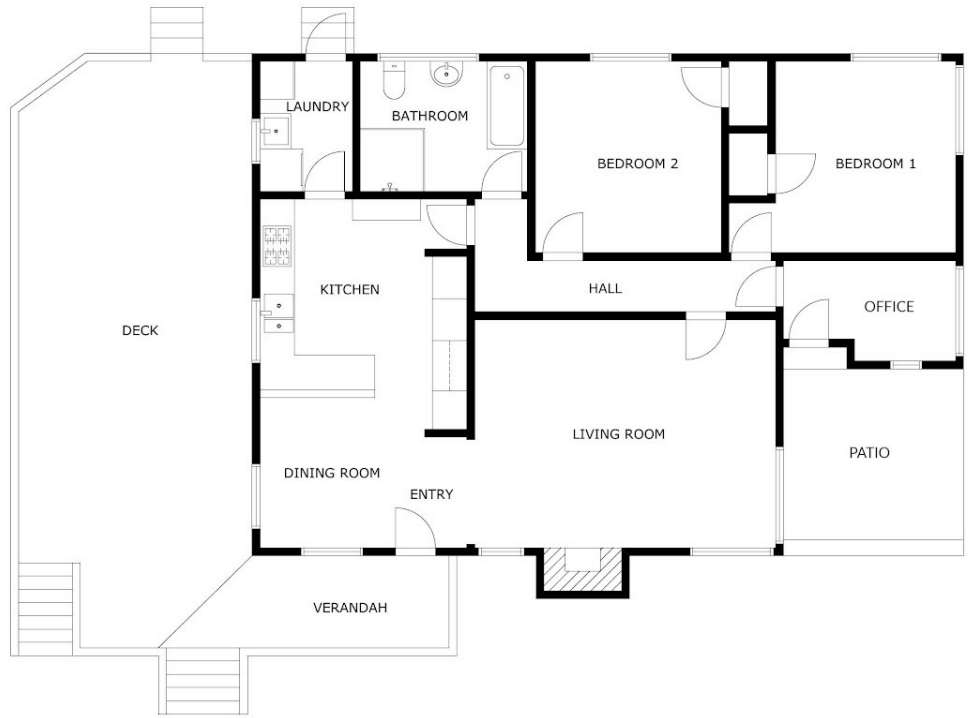 LAUNDRY
BATHROOM
BEDROOM 2
BEDROOM 1
KITCHEN
HALL
OFFICE
DECK
LIVING ROOM
PATIO
DINING ROOM
ENTRY
VERANDAH